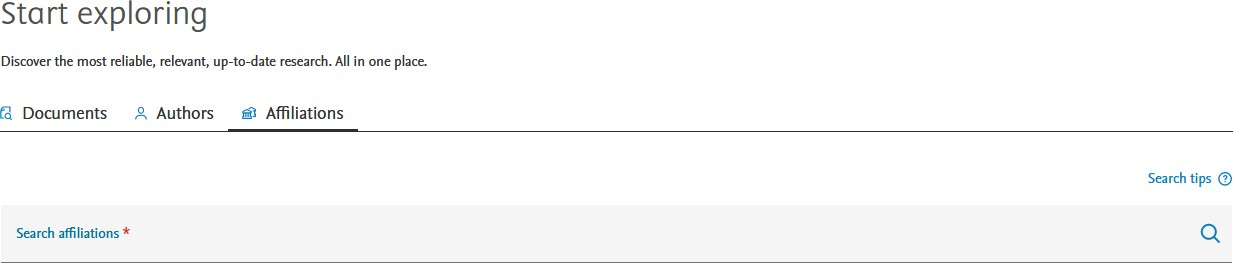 Start exploring
Discover the most reliable, relevant, up-to-date research. All in one place.
Documents Authors Affiliations
Search tips ?
Search affiliations *